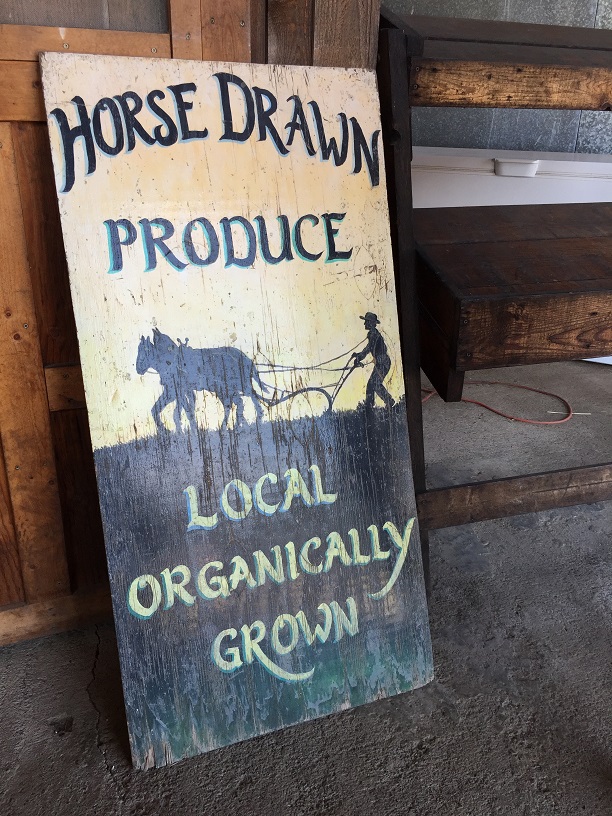 HORSE DRAWN
PRODUCE
LOCAL
ORGANICALLY
GROWN